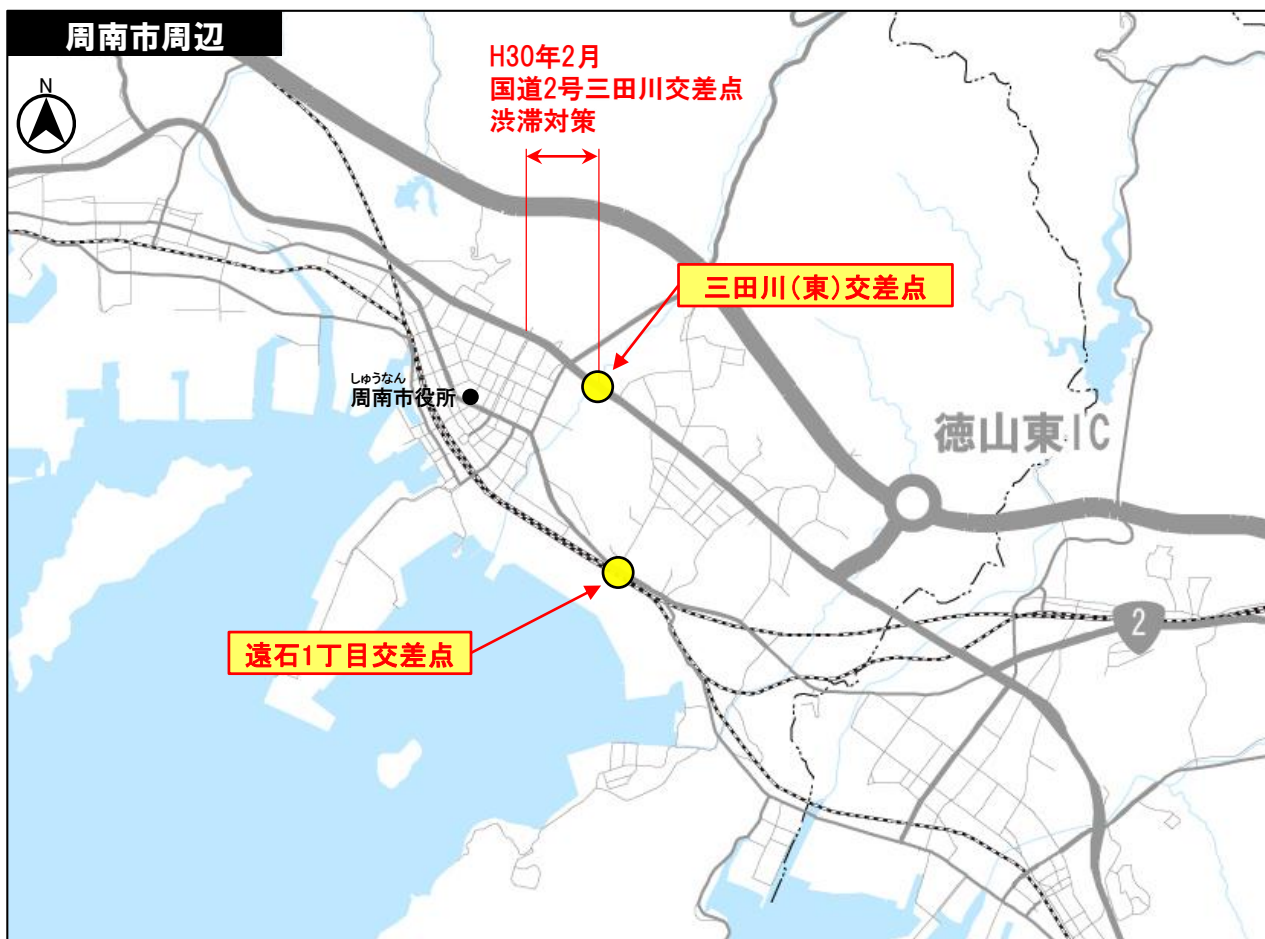 周南市周辺
N
H30年2月
国道2号三田川交差点
渋滞対策
三田川(東)交差点
しゅうなん
周南市役所
徳山東IC
遠石1丁目交差点
2